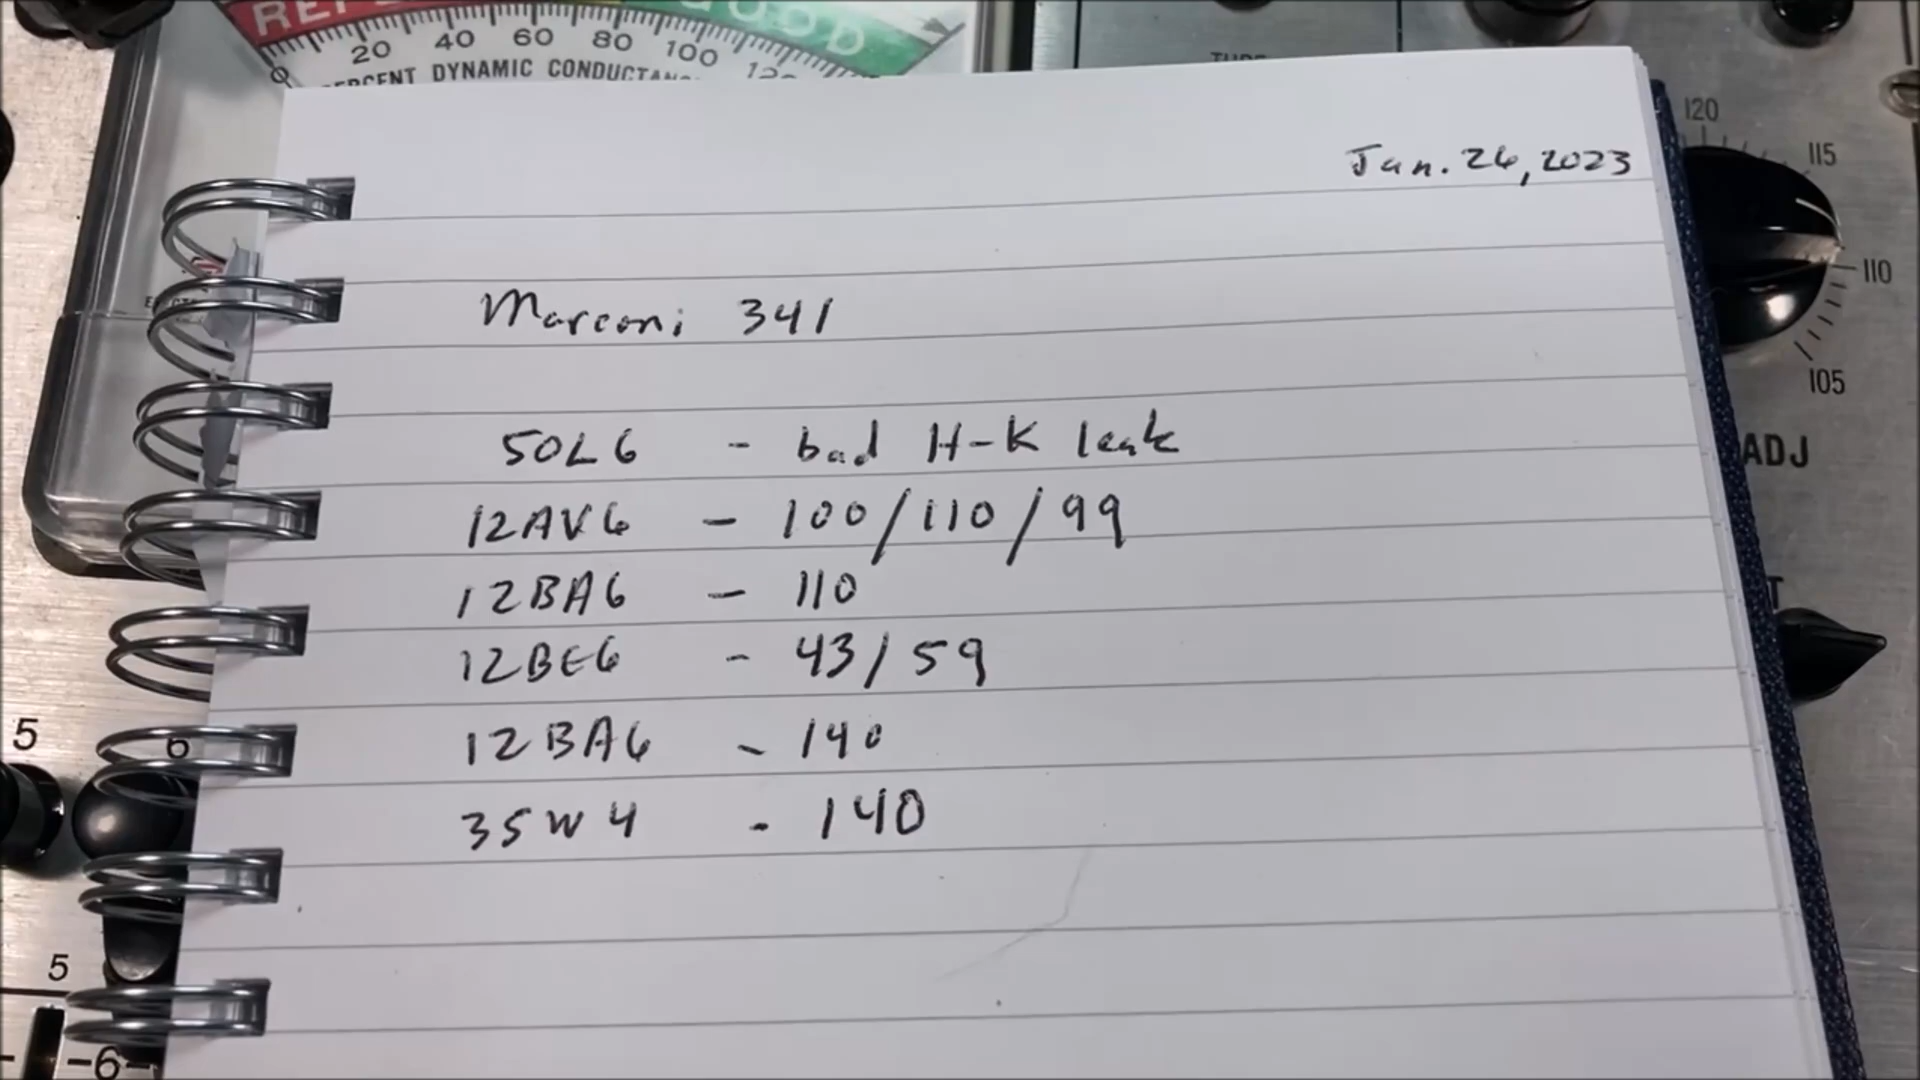 GOOD
20 40 60 80 100
0
DYNAMIC
120
115
110
105
ADJ
Jan. 26, 2023
Marconi 341
50L6 - bad H-K leak
12AV6 - 100/110/99
12BA6 - 110
12BE6 - 43/59
12BA6 - 140
35W4 - 140
5
6
5
-6-